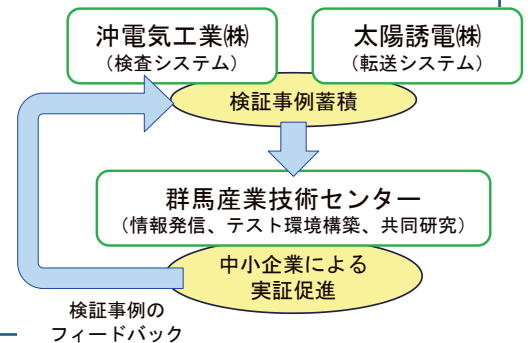 沖電気工業㈱
（検査システム）
太陽誘電㈱
（転送システム）
検証事例蓄積
群馬産業技術センター
（情報発信、テスト環境構築、共同研究）
中小企業による
実証促進
検証事例の
フィードバック